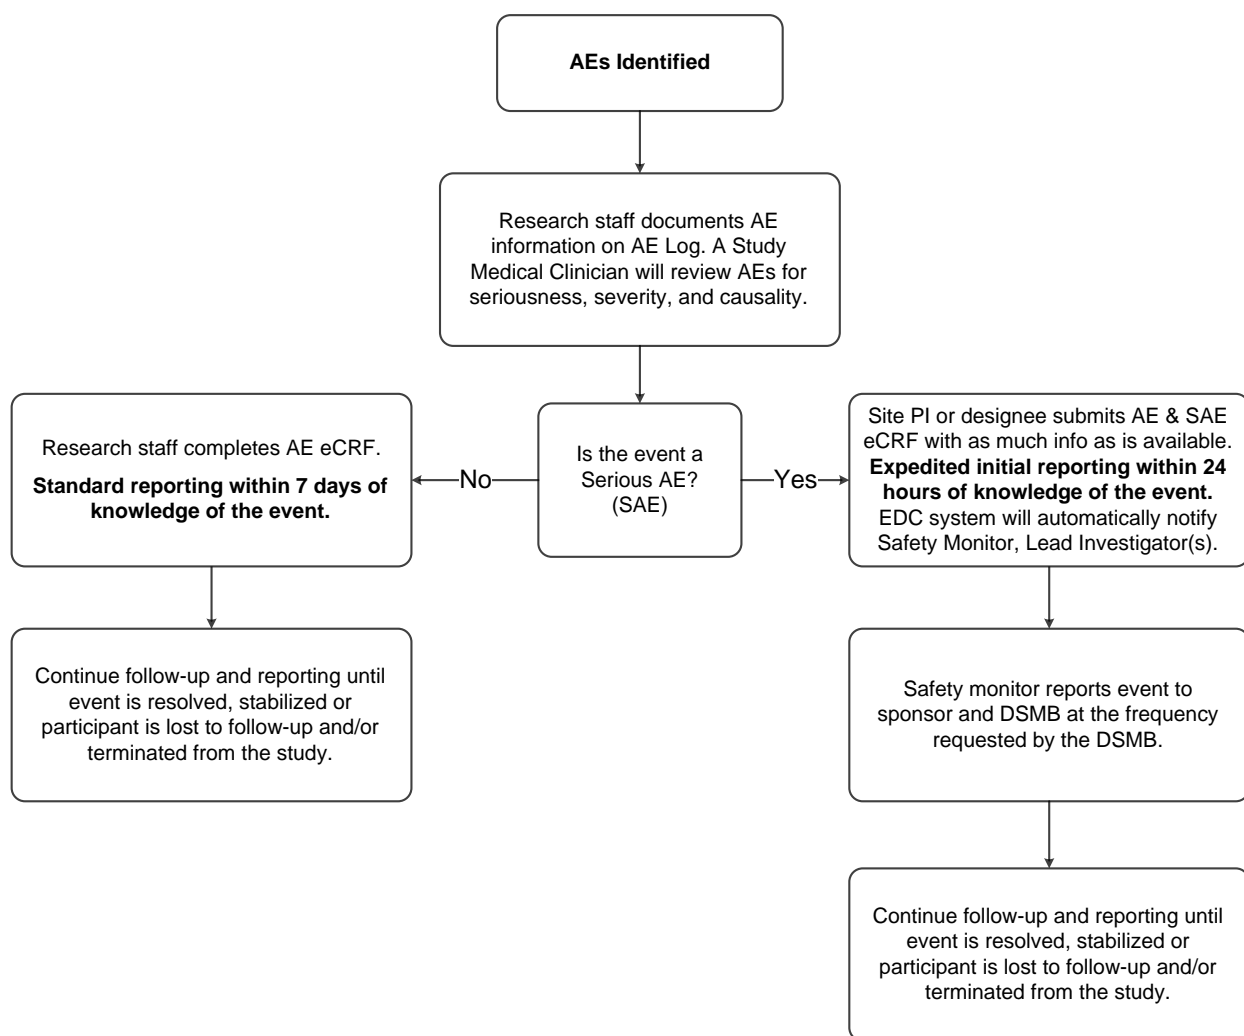 AEs Identified
Research staff documents AE
information on AE Log. A Study
Medical Clinician will review AEs for
seriousness, severity, and causality.
Is the event a
Serious AE?
(SAE)
No
Research staff completes AE eCRF.
Standard reporting within 7 days of
knowledge of the event.
Continue follow-up and reporting until
event is resolved, stabilized or
participant is lost to follow-up and/or
terminated from the study.
Yes
Site PI or designee submits AE & SAE
eCRF with as much info as is available.
Expedited initial reporting within 24
hours of knowledge of the event.
EDC system will automatically notify
Safety Monitor, Lead Investigator(s).
Safety monitor reports event to
sponsor and DSMB at the frequency
requested by the DSMB.
Continue follow-up and reporting until
event is resolved, stabilized or
participant is lost to follow-up and/or
terminated from the study.